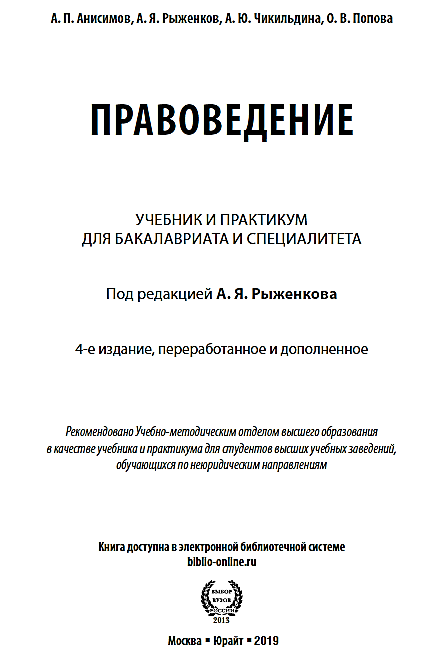 А. П. Анисимов, А. Я. Рыженков, А. Ю. Чикильдина, О. В. Попова
ПРАВОВЕДЕНИЕ
УЧЕБНИК И ПРАКТИКУМ
ДЛЯ БАКАЛАВРИАТА И СПЕЦИАЛИТЕТА
Под редакцией А. Я. Рыженкова
4-е издание, переработанное и дополненное
Рекомендовано Учебно-методическим отделом высшего образования
в качестве учебника и практикума для студентов высших учебных заведений,
обучающихся по неюридическим направлениям
Книга доступна в электронной библиотечной системе
biblio-online.ru
ВЫБОР
ВУЗОВ
РОССИИ
2013
Москва ▪ Юрайт ▪ 2019